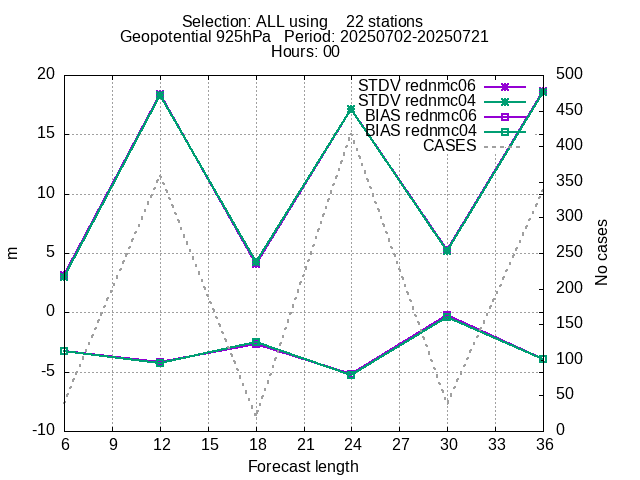 Selection: ALL using    22 stations
Geopotential 925hPa   Period: 20250702-20250721
Hours: 00
STDV rednmc06
STDV rednmc04
BIAS rednmc06
BIAS rednmc04
CASES
20
15
10
5
0
-5
-10
m
500
450
400
350
300
250
200
150
100
50
0
No cases
6 9 12 15 18 21 24 27 30 33 36
Forecast length